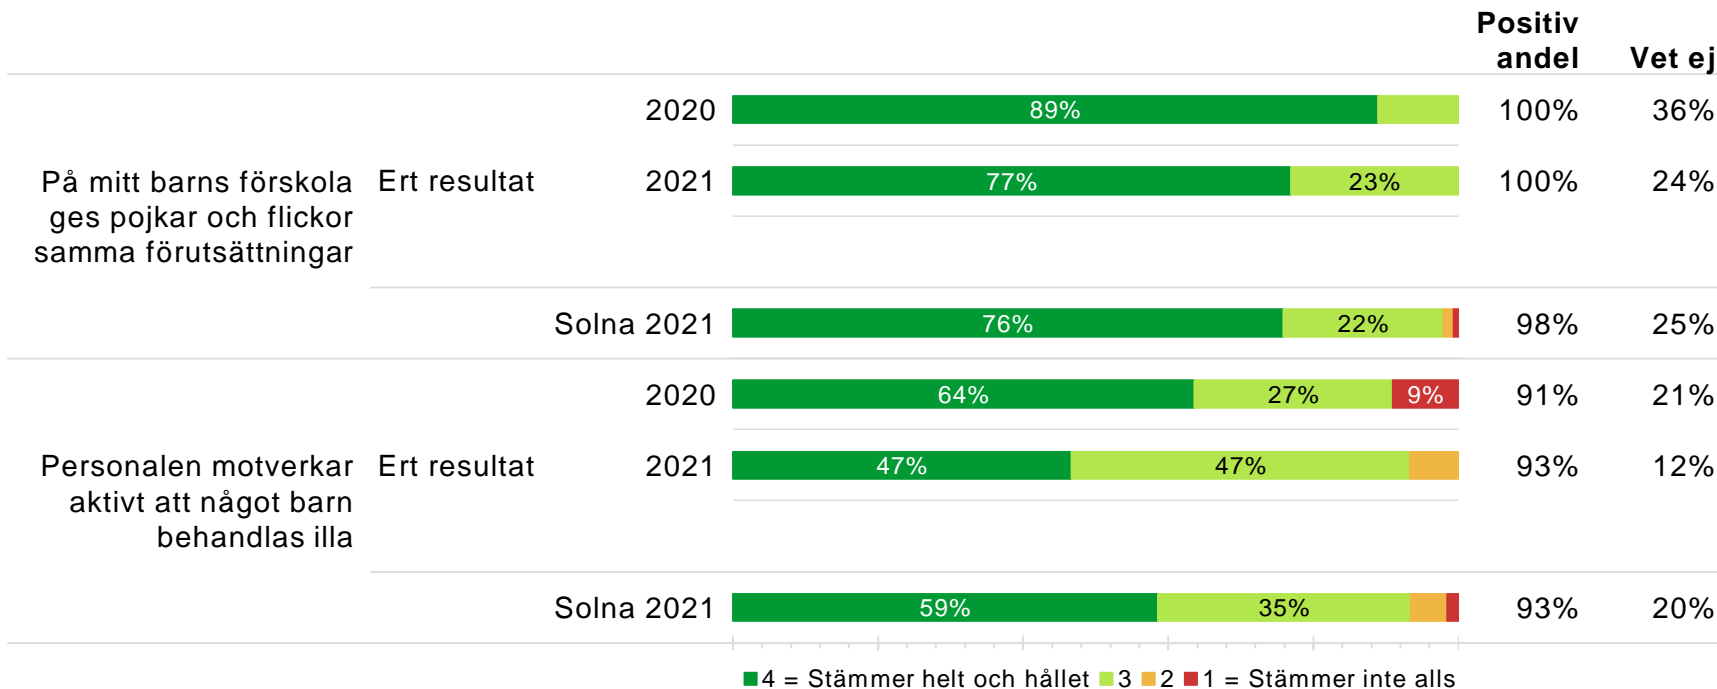 Positiv
andel Vet ej
2020 89% 100% 36%
På mitt barns förskola
ges pojkar och flickor
samma förutsättningar
Ert resultat 2021 77% 23% 100% 24%
Solna 2021 76% 22% 98% 25%
2020 64% 27% 9% 91% 21%
Personalen motverkar
aktivt att något barn
behandlas illa
Ert resultat 2021 47% 47% 93% 12%
Solna 2021 59% 35% 93% 20%
4 = Stämmer helt och hållet 3 2 1 = Stämmer inte alls